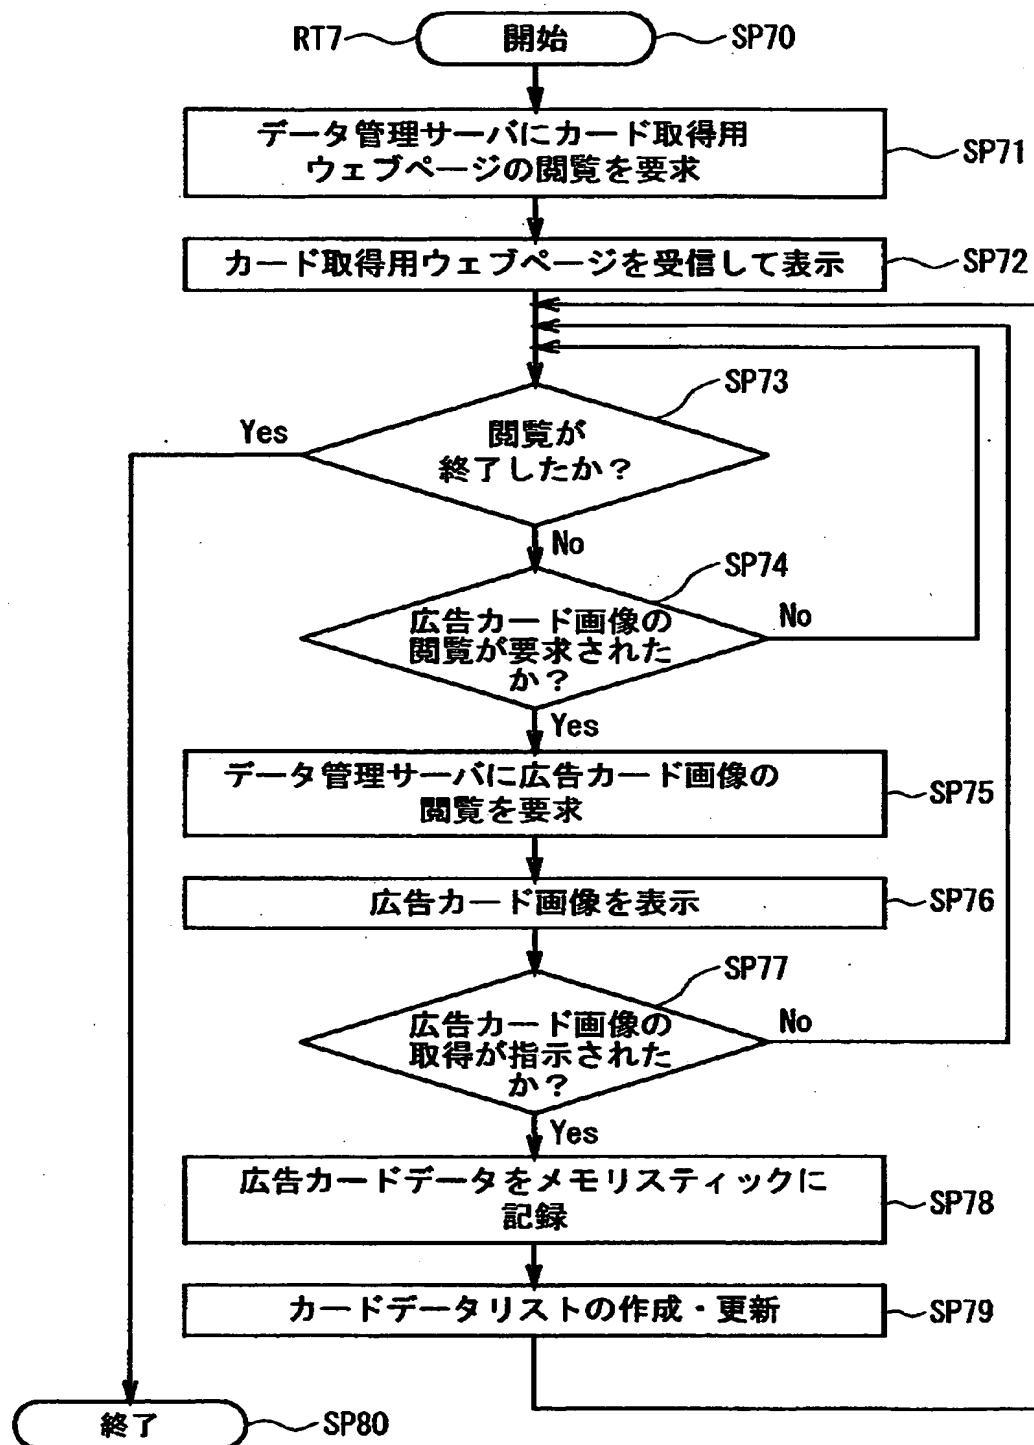 RT7
開始
SP70
データ管理サーバにカード取得用
ウェブページの閲覧を要求
SP71
カード取得用ウェブページを受信して表示
SP72
SP73
Yes
閲覧が
終了したか？
No
SP74
広告カード画像の
閲覧が要求された
か？
No
Yes
データ管理サーバに広告カード画像の
閲覧を要求
SP75
広告カード画像を表示
SP76
SP77
広告カード画像の
取得が指示された
か？
No
Yes
広告カードデータをメモリスティックに
記録
SP78
カードデータリストの作成・更新
SP79
終了
SP80